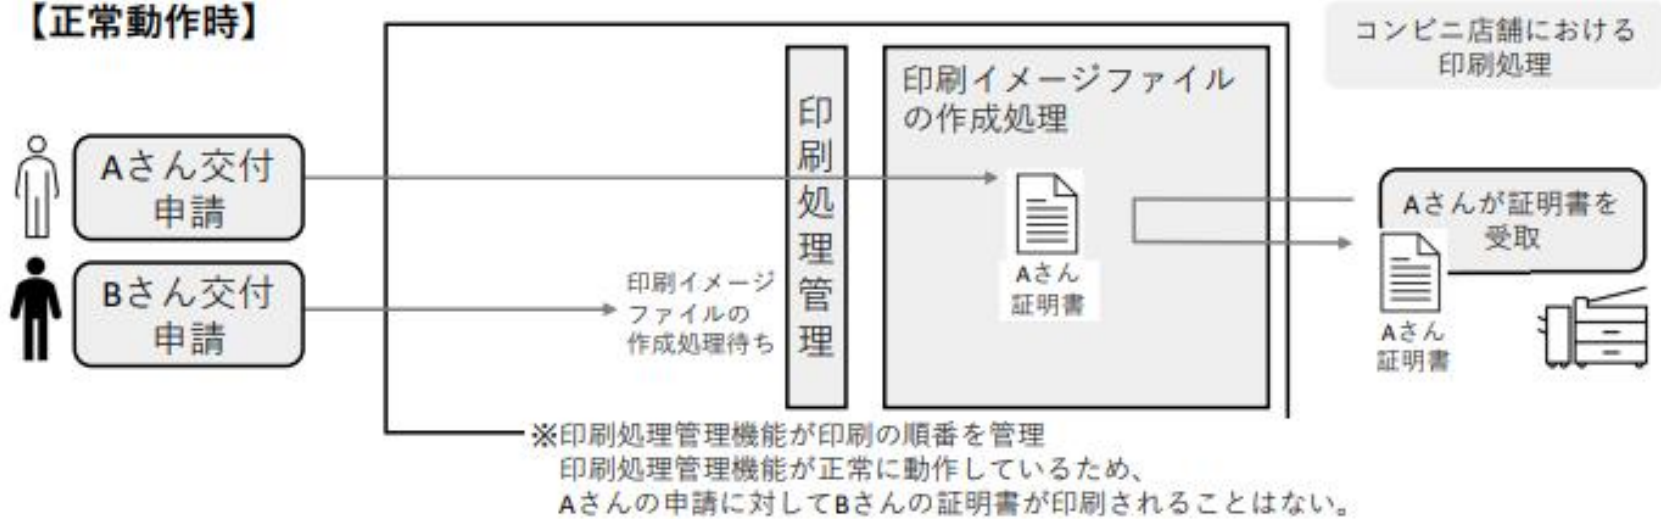 【正常動作時】
コンビニ店舗における
印刷処理
印刷処理管理
印刷イメージファイル
の作成処理
Aさん交付
申請
Bさん交付
申請
印刷イメージ
ファイルの
作成処理待ち
Aさん
証明書
Aさんが証明書を
受取
Aさん
証明書
※印刷処理管理機能が印刷の順番を管理
印刷処理管理機能が正常に動作しているため、
Aさんの申請に対してBさんの証明書が印刷されることはない。